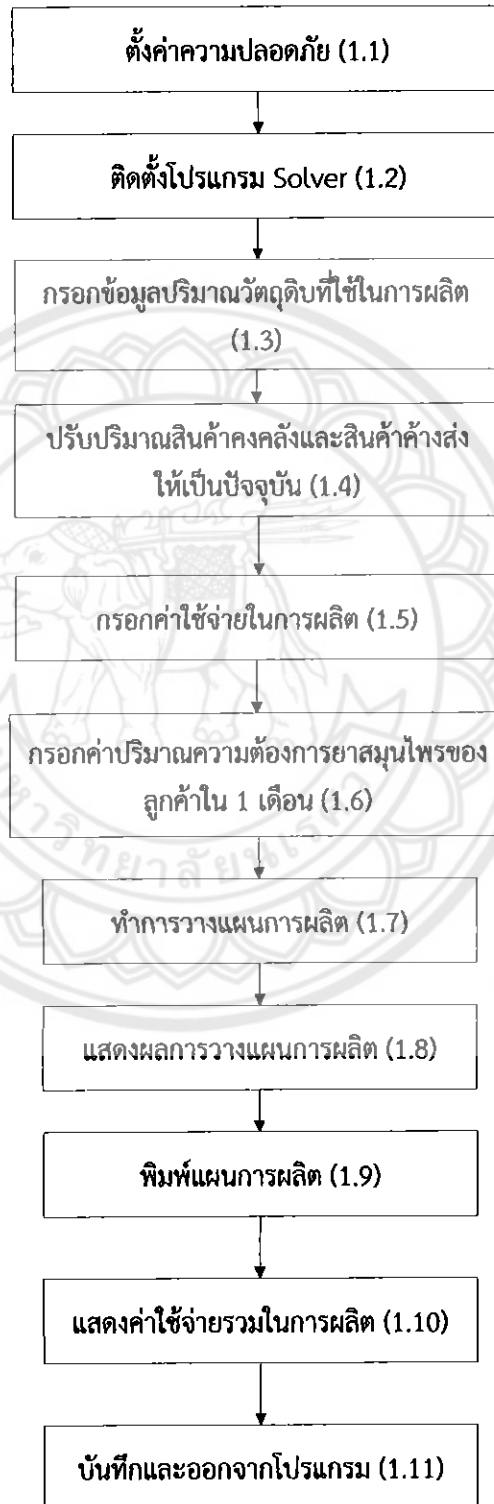 ตั้งค่าความปลอดภัย (1.1)
ติดตั้งโปรแกรม Solver (1.2)
กรอกข้อมูลปริมาณวัตถุดิบที่ใช้ในการผลิต
(1.3)
ปรับปริมาณสินค้าคงคลังและสินค้าค้างส่ง
ให้เป็นปัจจุบัน (1.4)
กรอกค่าใช้จ่ายในการผลิต (1.5)
กรอกค่าปริมาณความต้องการยาสมุนไพรของ
ลูกค้าใน 1 เดือน (1.6)
ทำการวางแผนการผลิต (1.7)
แสดงผลการวางแผนการผลิต (1.8)
พิมพ์แผนการผลิต (1.9)
แสดงค่าใช้จ่ายรวมในการผลิต (1.10)
บันทึกและออกจากโปรแกรม (1.11)